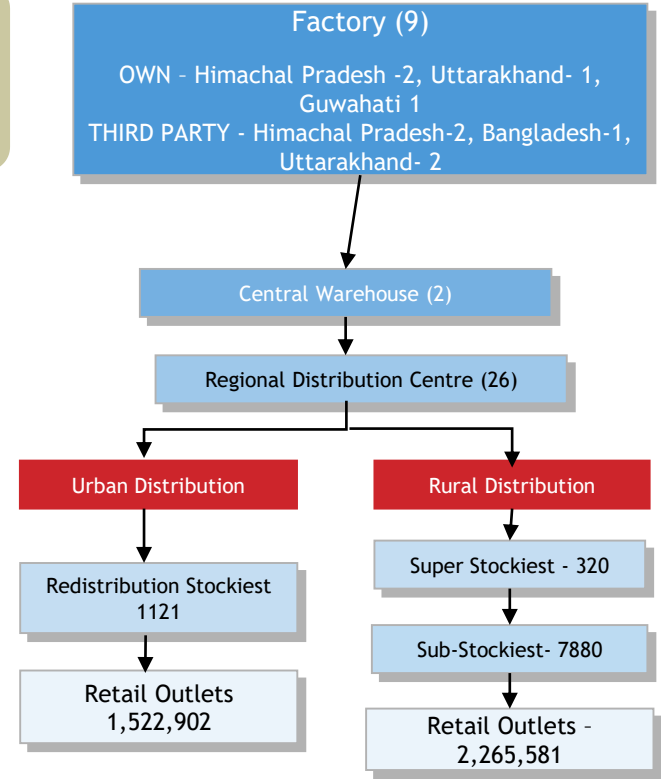 Factory (9)
OWN – Himachal Pradesh -2, Uttarakhand- 1,
Guwahati 1
THIRD PARTY - Himachal Pradesh-2, Bangladesh-1,
Uttarakhand- 2
Central Warehouse (2)
Regional Distribution Centre (26)
Urban Distribution
Redistribution Stockiest
1121
Retail Outlets
1,522,902
Rural Distribution
Super Stockiest - 320
Sub-Stockiest- 7880
Retail Outlets –
2,265,581